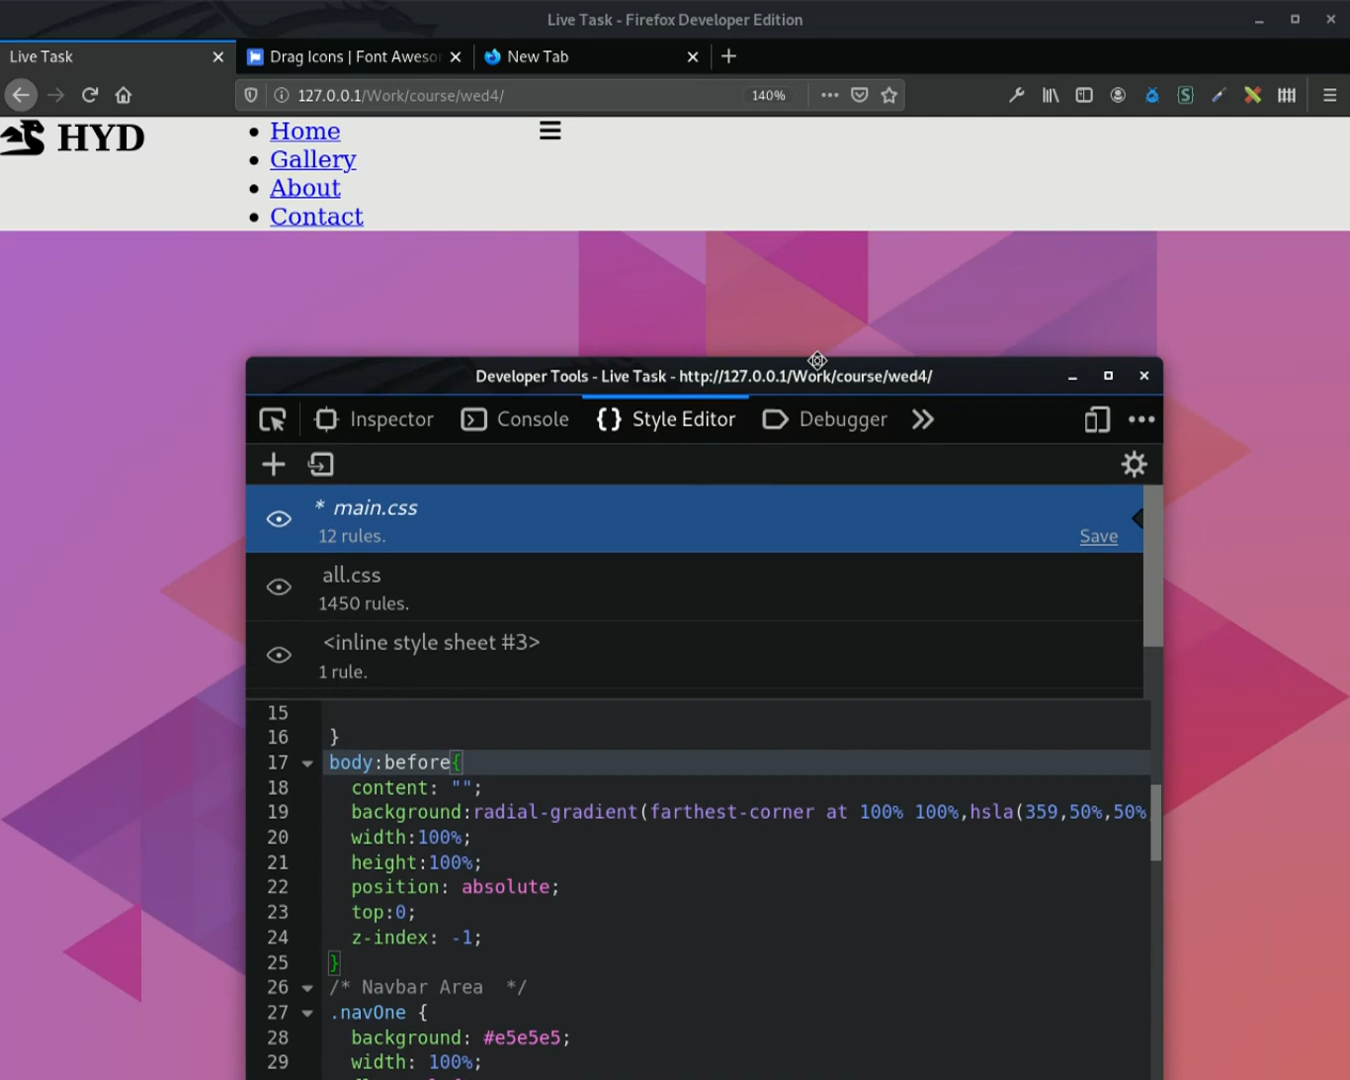 Live Task - Firefox Developer Edition
Live Task
Drag Icons | Font Aweso
New Tab
127.0.0.1/Work/course/wed4/
140%
HYD
Home
Gallery
About
Contact
Developer Tools - Live Task - http://127.0.0.1/Work/course/wed4/
Inspector
Console
Style Editor
Debugger
* main.css
12 rules.
Save
all.css
1450 rules.
<inline style sheet #3>
1 rule.
15
16 }
17 body:before{
18 content: "";
19 background:radial-gradient(farthest-corner at 100% 100%,hsla(359,50%,50%
20 width:100%;
21 height:100%;
22 position: absolute;
23 top:0;
24 z-index: -1;
25 }
26 /* Navbar Area */
27 .navOne {
28 background: #e5e5e5;
29 width: 100%;